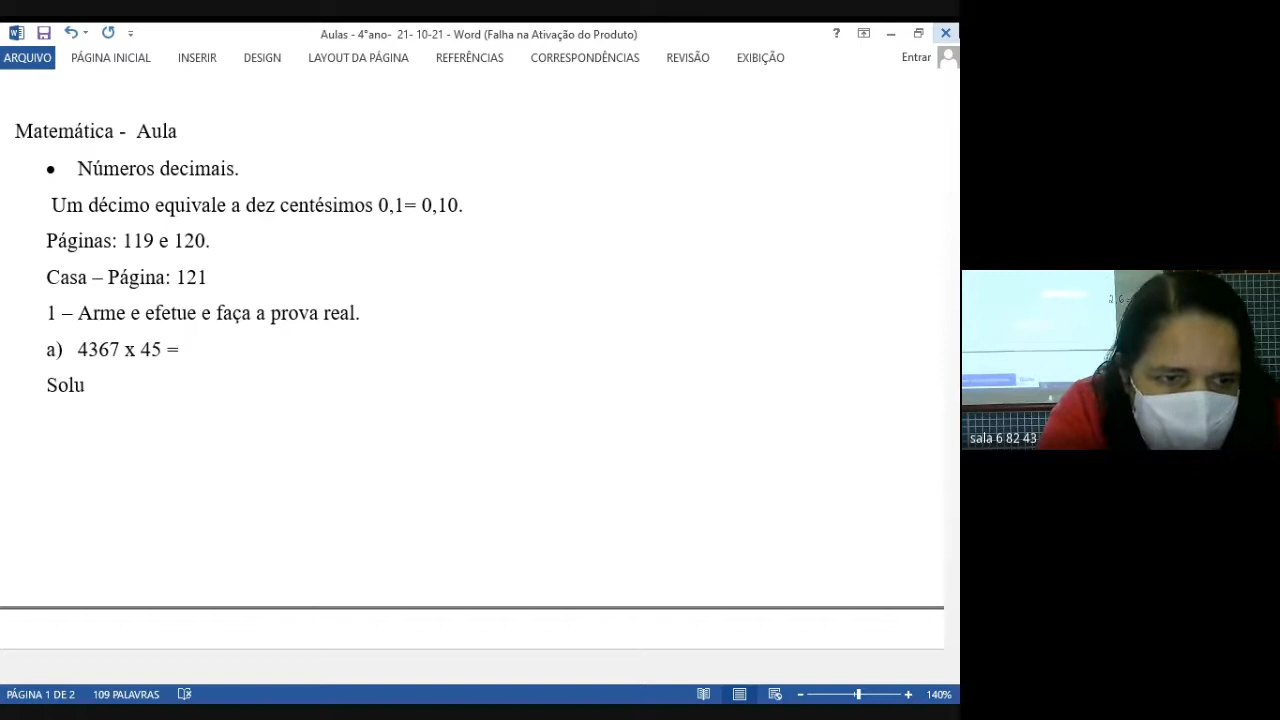 Aulas - 4°ano- 21- 10-21 - Word (Falha na Ativação do Produto)
?
ARQUIVO PÁGINA INICIAL INSERIR DESIGN LAYOUT DA PÁGINA REFERÊNCIAS CORRESPONDÊNCIAS REVISÃO EXIBIÇÃO Entrar
Matemática - Aula
• Números decimais.
Um décimo equivale a dez centésimos 0,1= 0,10.
Páginas: 119 e 120.
Casa – Página: 121
1 – Arme e efetue e faça a prova real.
a) 4367 x 45 =
Solu
2,6
sala 6 82 43
PÁGINA 1 DE 2 109 PALAVRAS 140%